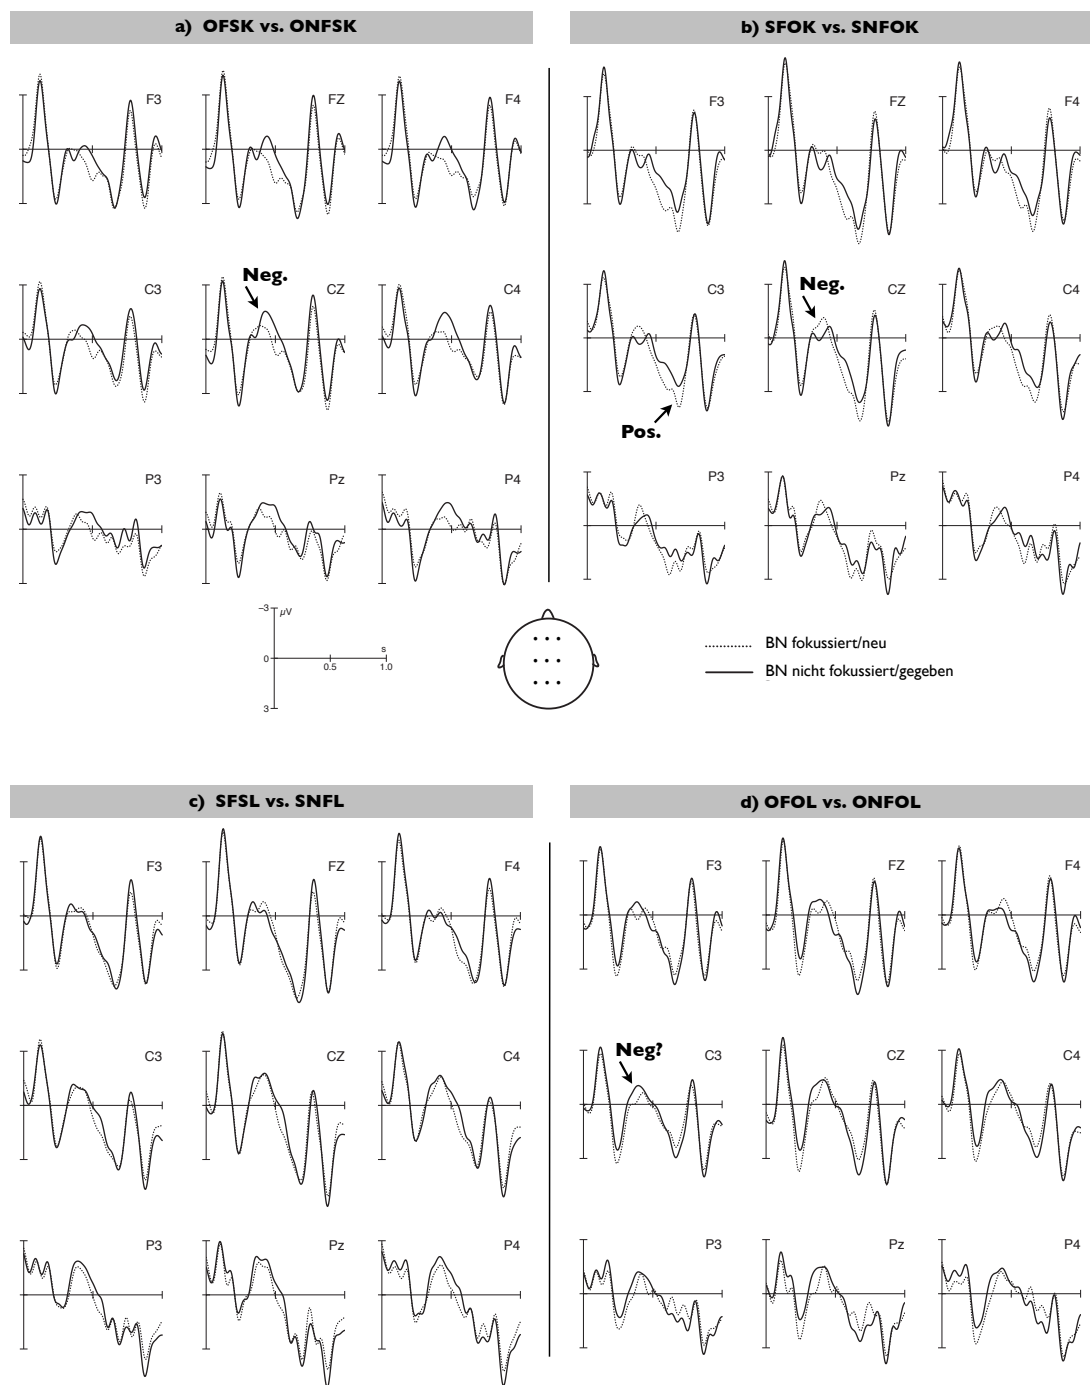 a) OFSK vs. ONFSK
b) SFOK vs. SNFOK
F3
FZ
F4
F3
FZ
F4
C3
Neg.
CZ
C4
C3
Neg.
CZ
C4
Pos.
P3
Pz
P4
P3
Pz
P4
–3
µV
s
0
0.5
1.0
3
BN fokussiert/neu
BN nicht fokussiert/gegeben
c) SFSL vs. SNFL
d) OFOL vs. ONFOL
F3
FZ
F4
F3
FZ
F4
C3
CZ
C4
Neg?
C3
CZ
C4
P3
Pz
P4
P3
Pz
P4